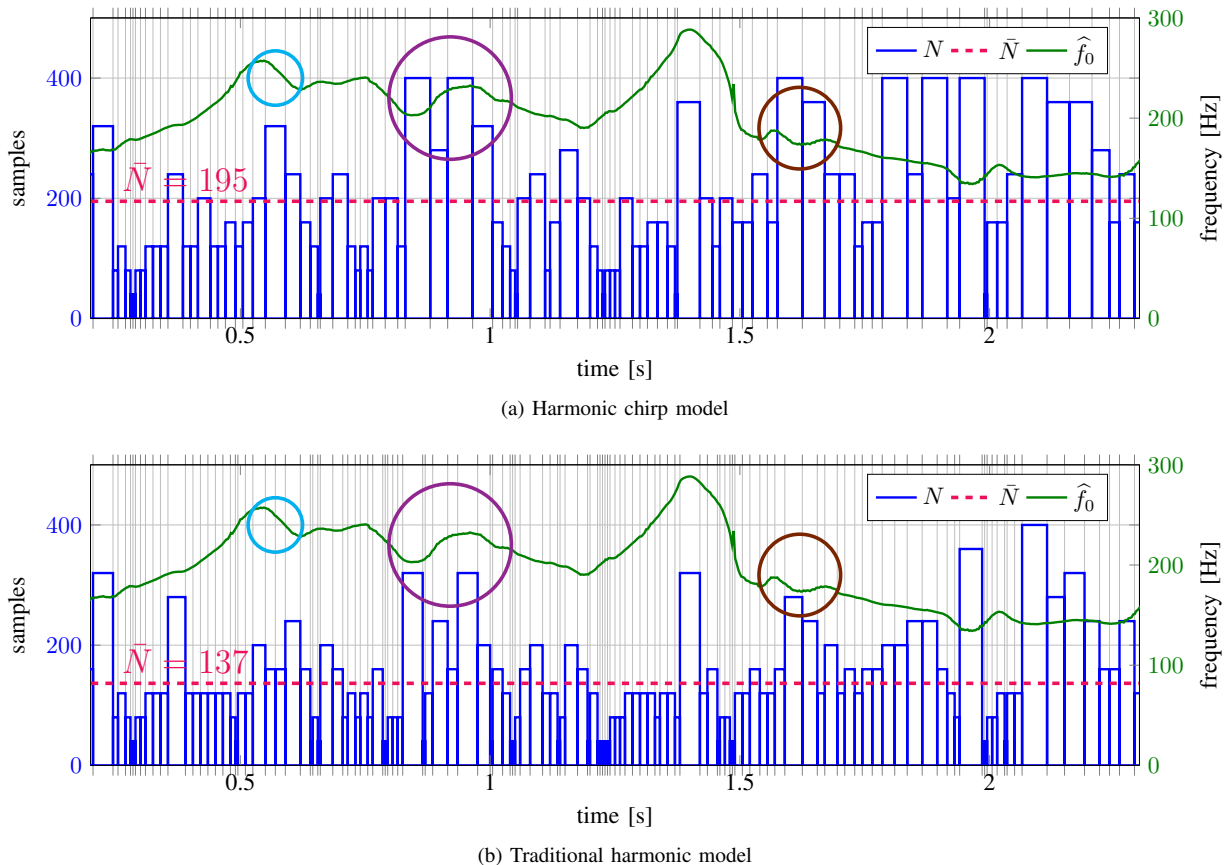 300
N N̄ f̂₀
400
200
samples
frequency [Hz]
N̄ = 195
200
100
0
0
0.5 1 1.5 2
time [s]
(a) Harmonic chirp model
300
N N̄ f̂₀
400
200
samples
frequency [Hz]
N̄ = 137
200
100
0
0
0.5 1 1.5 2
time [s]
(b) Traditional harmonic model